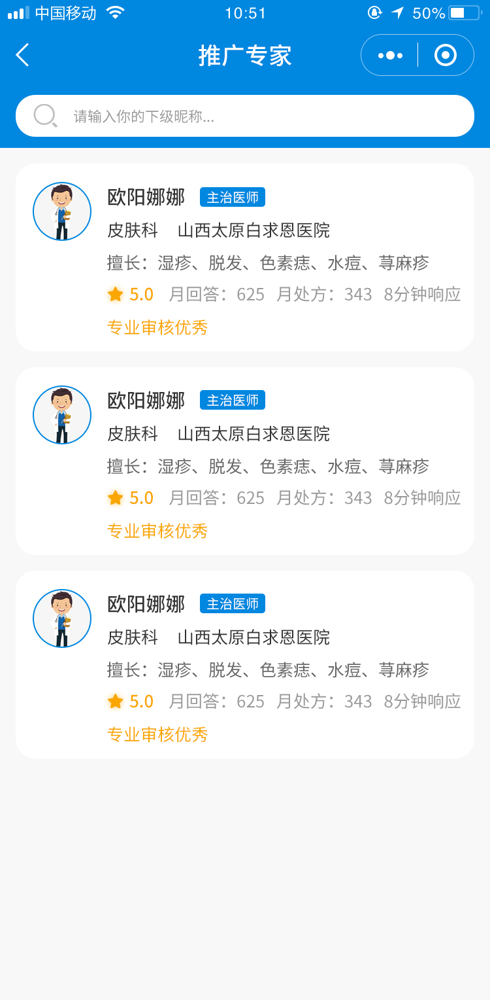 中国移动 10:51 50%
推广专家
请输入你的下级昵称...
欧阳娜娜 主治医师
皮肤科 山西太原白求恩医院
擅长：湿疹、脱发、色素痣、水痘、荨麻疹
5.0 月回答：625 月处方：343 8分钟响应
专业审核优秀
欧阳娜娜 主治医师
皮肤科 山西太原白求恩医院
擅长：湿疹、脱发、色素痣、水痘、荨麻疹
5.0 月回答：625 月处方：343 8分钟响应
专业审核优秀
欧阳娜娜 主治医师
皮肤科 山西太原白求恩医院
擅长：湿疹、脱发、色素痣、水痘、荨麻疹
5.0 月回答：625 月处方：343 8分钟响应
专业审核优秀